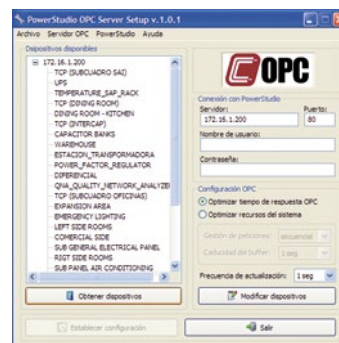 PowerStudio OPC Server Setup v.1.0.1
Archivo Servidor OPC PowerStudio Ayuda
Dispositivos disponibles
172.16.1.200
TCP (SUBCUADRO SAI)
UPS
TEMPERATURE_SAP_RACK
TCP (DINING ROOM)
DINING ROOM - KITCHEN
TCP (INTERCAP)
CAPACITOR BANKS
WAREHOUSE
ESTACION_TRANSFORMADORA
POWER_FACTOR_REGULATOR
DIFERENCIAL
QNA_QUALITY_NETWORK_ANALYZE
TCP (SUBCUADRO OFICINAS)
EXPANSION AREA
EMERGENCY LIGHTING
LEFT SIDE ROOMS
COMERCIAL SIDE
SUB GENERAL ELECTRICAL PANEL
RIGT SIDE ROOMS
SUB PANEL AIR CONDITIONING
Obtener dispositivos
Establecer configuración
OPC
Conexión con PowerStudio
Servidor: Puerto:
172.16.1.200 80
Nombre de usuario:
Contraseña:
Configuración OPC
Optimizar tiempo de respuesta OPC
Optimizar recursos del sistema
Gestión de peticiones: secuencial
Caducidad del buffer: 1 seg
Frecuencia de actualización: 1 seg
Modificar dispositivos
Salir